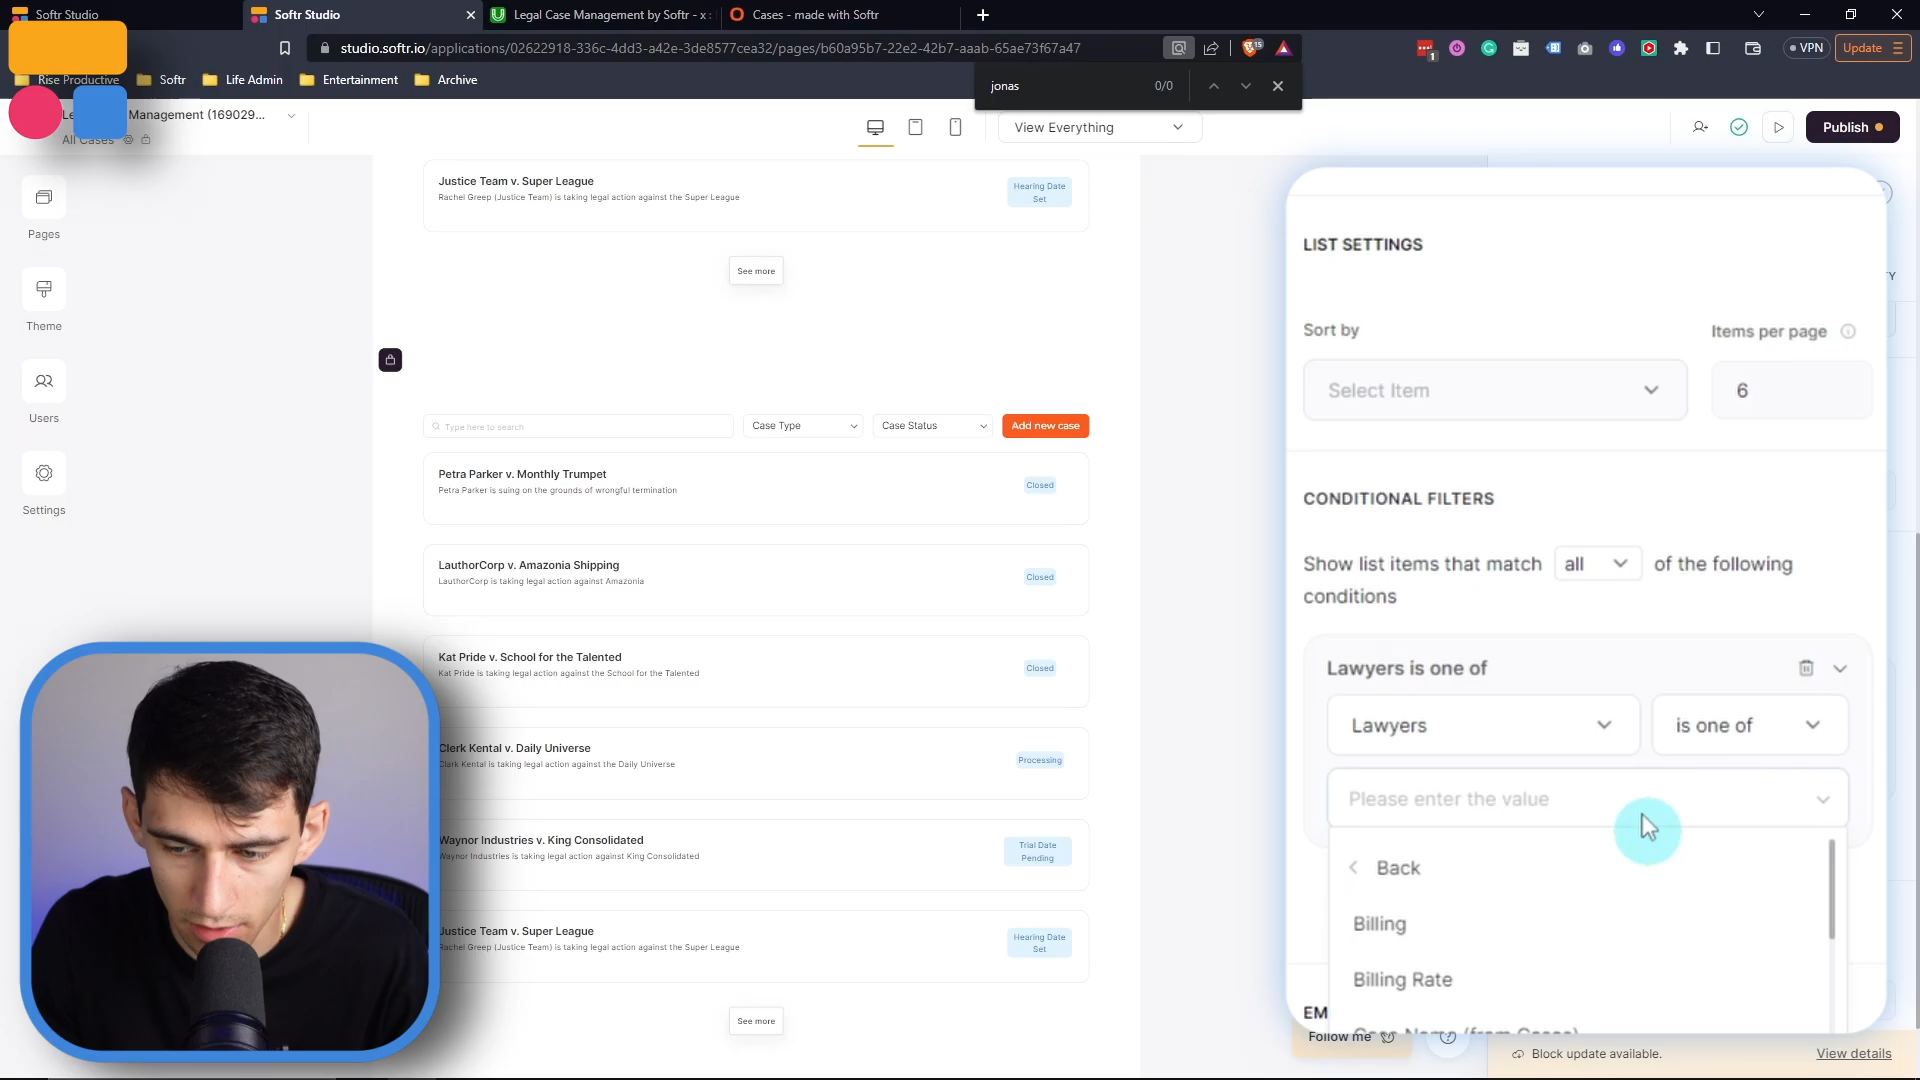 Softr Studio
Softr Studio
Legal Case Management by Softr - x
Cases - made with Softr
studio.softr.io/applications/02622918-336c-4dd3-a42e-3de8577cea32/pages/b60a95b7-22e2-42b7-aaab-65ae73f67a47
15
1
VPN
Update
Rise Productive
Softr
Life Admin
Entertainment
Archive
jonas
0/0
Management (169029...
All Cases
View Everything
Publish
Pages
Theme
Users
Settings
Justice Team v. Super League
Rachel Greep (Justice Team) is taking legal action against the Super League
Hearing Date
Set
See more
Type here to search
Case Type
Case Status
Add new case
Petra Parker v. Monthly Trumpet
Petra Parker is suing on the grounds of wrongful termination
Closed
LauthorCorp v. Amazonia Shipping
LauthorCorp is taking legal action against Amazonia
Closed
Kat Pride v. School for the Talented
Kat Pride is taking legal action against the School for the Talented
Closed
Clerk Kental v. Daily Universe
Clark Kental is taking legal action against the Daily Universe
Processing
Waynor Industries v. King Consolidated
Waynor Industries is taking legal action against King Consolidated
Trial Date
Pending
Justice Team v. Super League
Rachel Greep (Justice Team) is taking legal action against the Super League
Hearing Date
Set
See more
LIST SETTINGS
Sort by
Items per page
Select Item
6
CONDITIONAL FILTERS
Show list items that match all of the following
conditions
Lawyers is one of
Lawyers
is one of
Please enter the value
Back
Billing
Billing Rate
Case Name (from Cases)
Follow me
Block update available.
View details